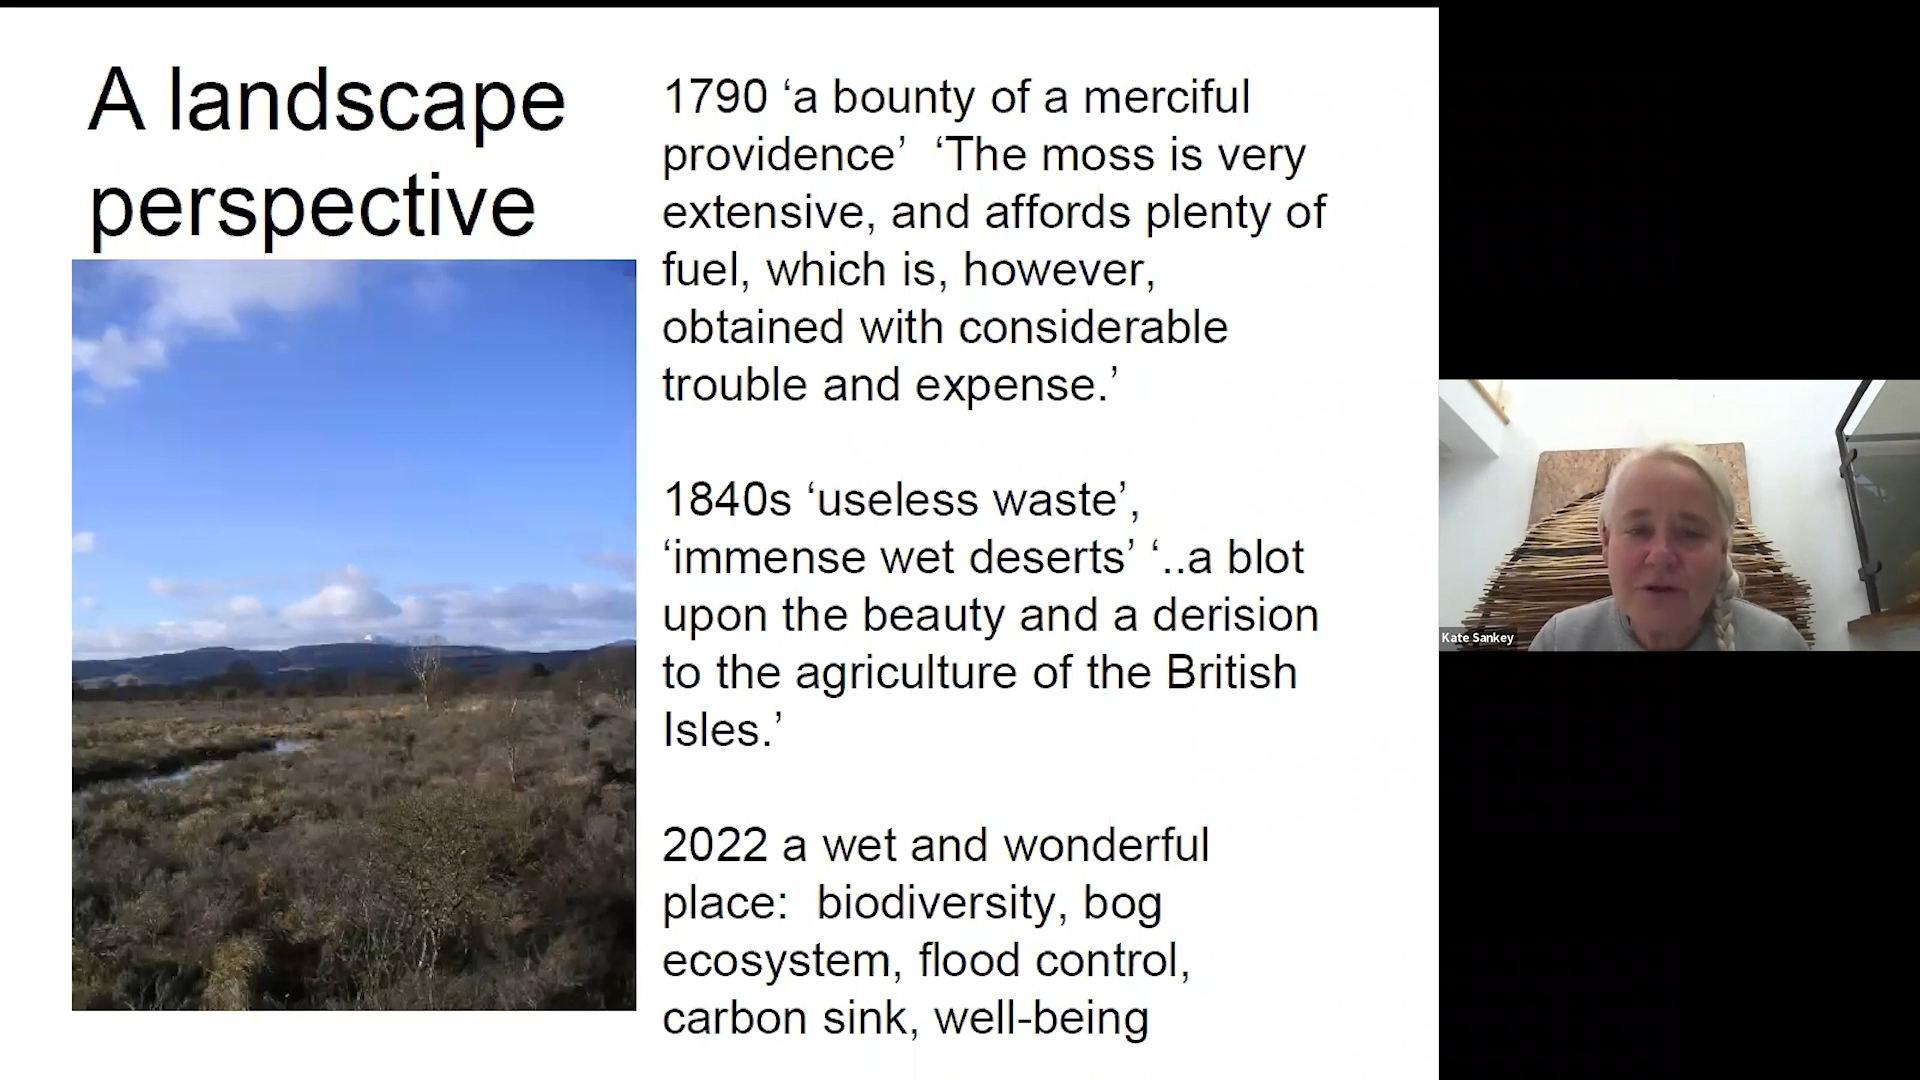 A landscape
perspective
1790 ‘a bounty of a merciful
providence’  ‘The moss is very
extensive, and affords plenty of
fuel, which is, however,
obtained with considerable
trouble and expense.’
1840s ‘useless waste’,
‘immense wet deserts’ ‘..a blot
upon the beauty and a derision
to the agriculture of the British
Isles.’
2022 a wet and wonderful
place:  biodiversity, bog
ecosystem, flood control,
carbon sink, well-being
Kate Sankey